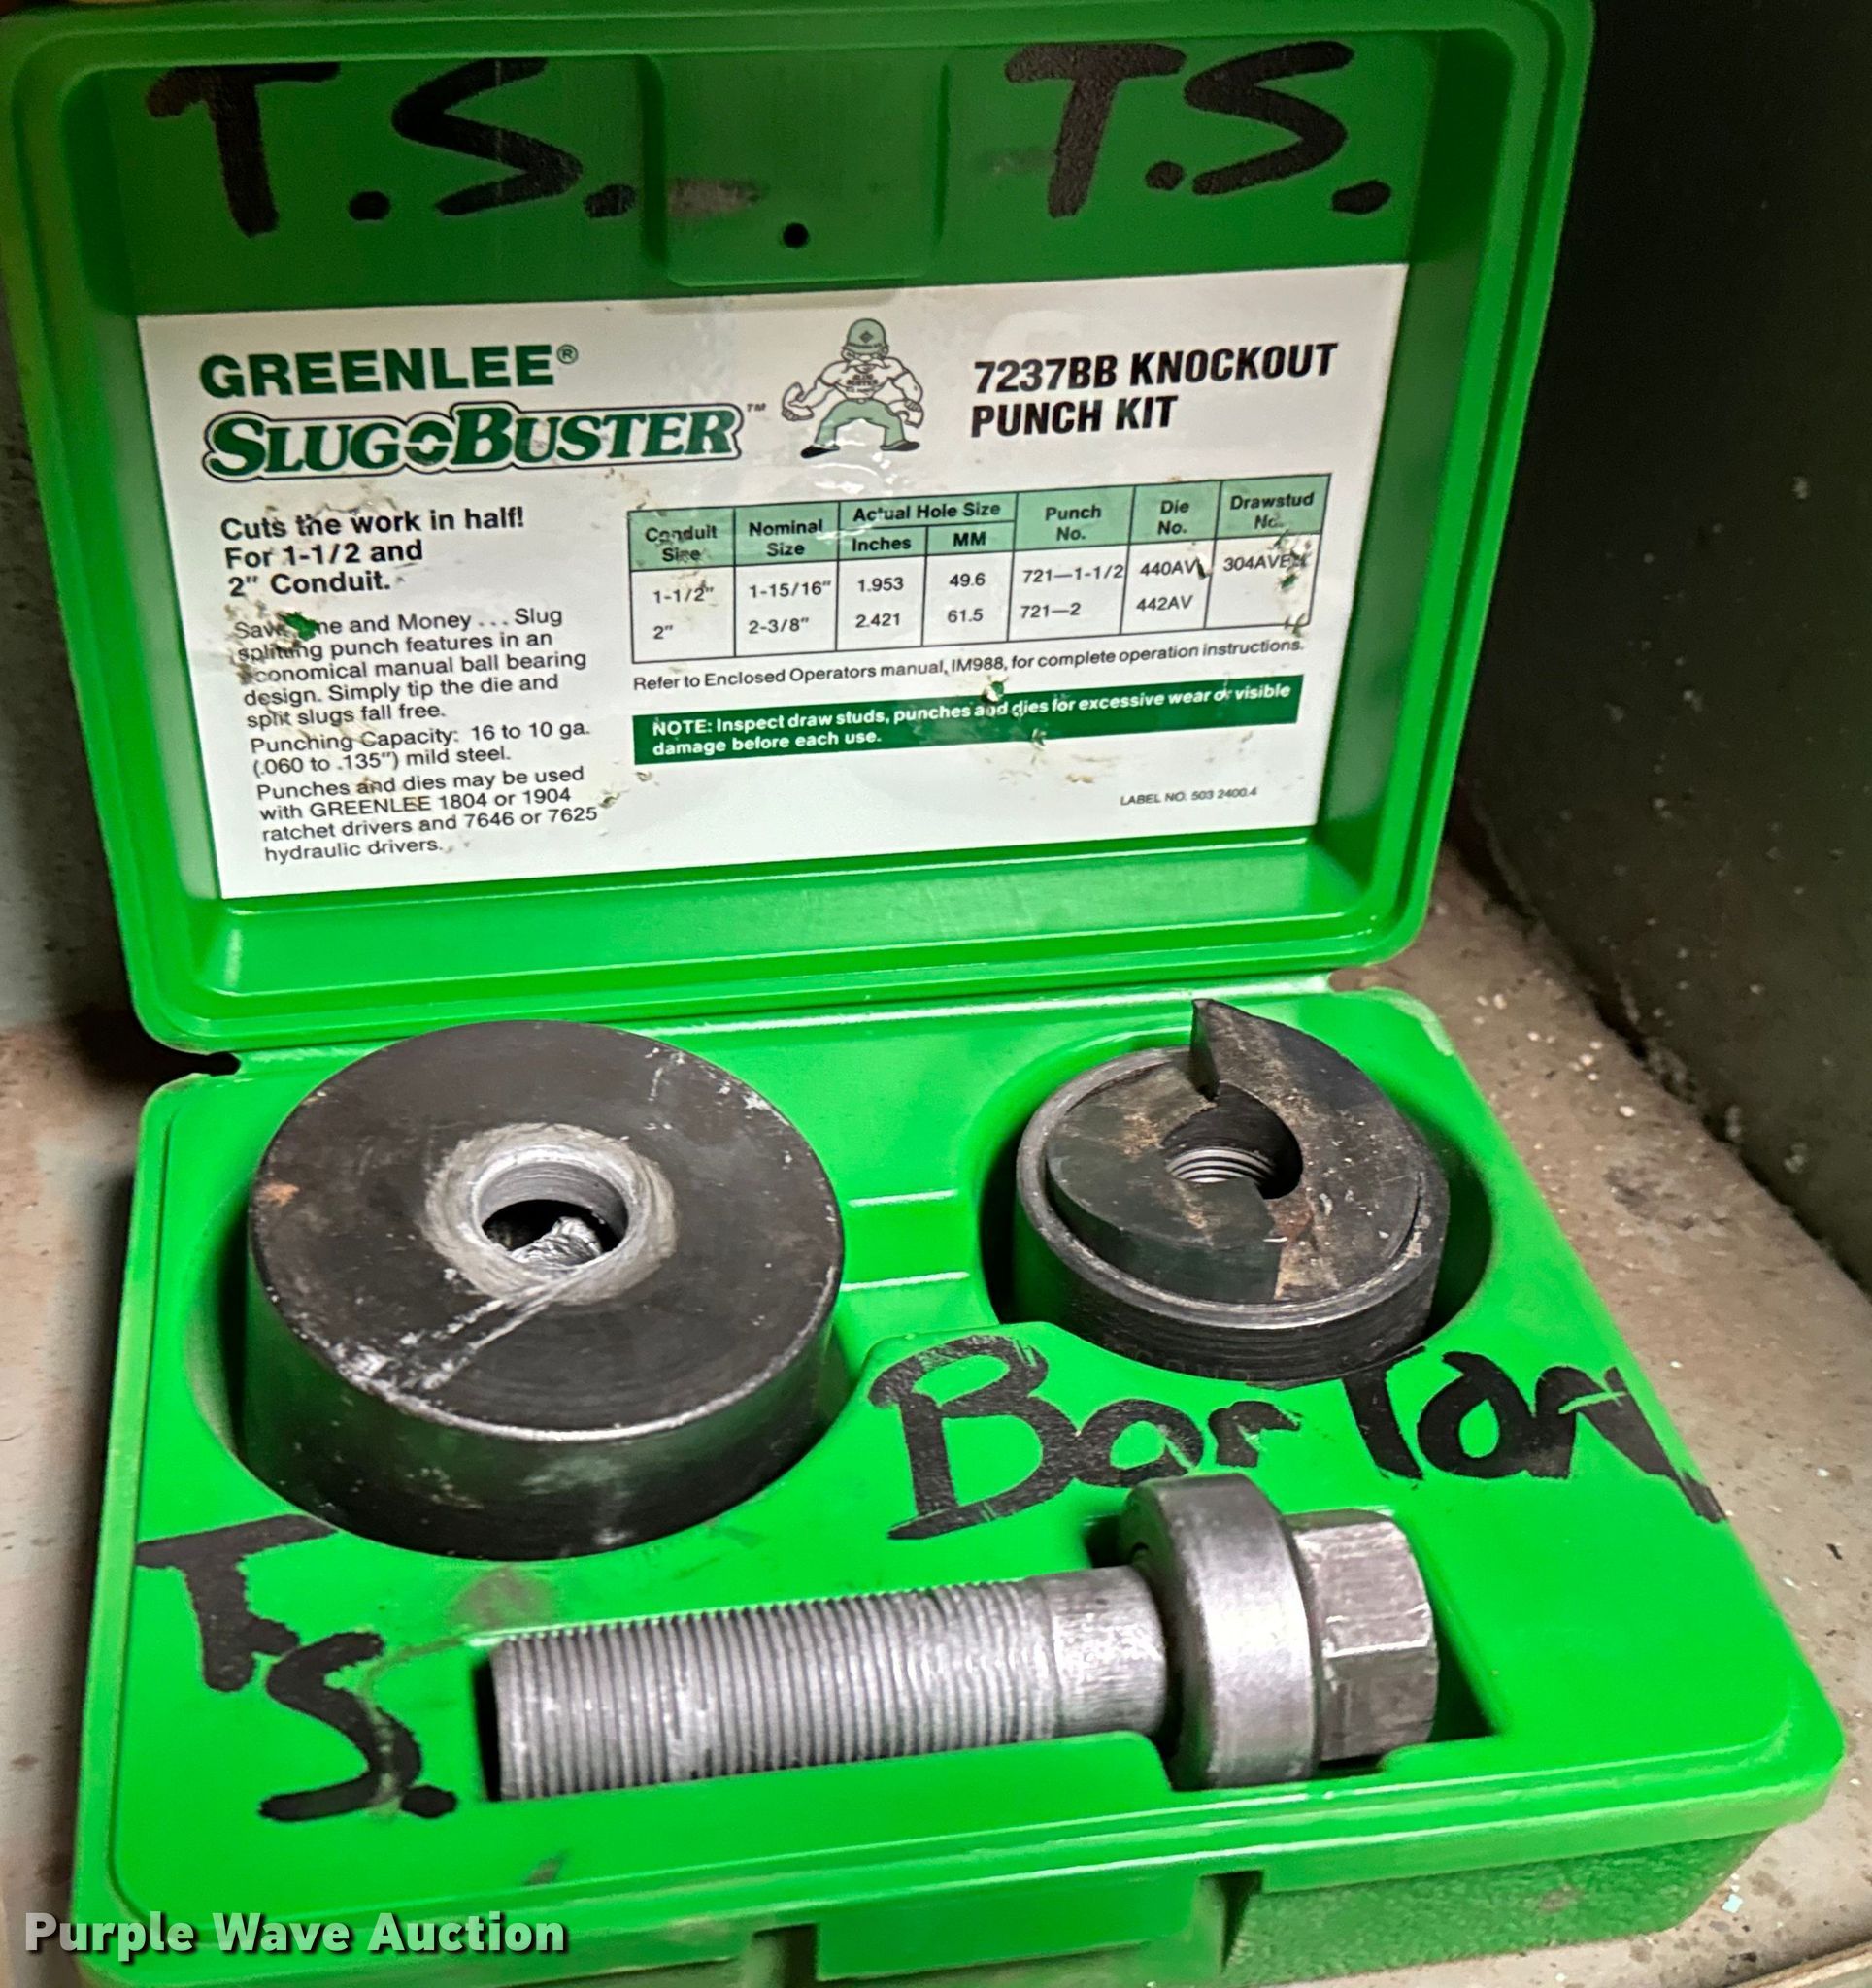 T.S. T.S.
GREENLEE®
SLUGBUSTER™
7237BB KNOCKOUT
PUNCH KIT
Cuts the work in half!
For 1-1/2 and
2" Conduit.
Save and Money . . . Slug
splitting punch features in an
economical manual ball bearing
design. Simply tip the die and
split slugs fall free.
Punching Capacity: 16 to 10 ga.
(.060 to .135") mild steel.
Punches and dies may be used
with GREENLEE 1804 or 1904
ratchet drivers and 7646 or 7625
hydraulic drivers.
Conduit Size Nominal Size Actual Hole Size Punch No. Die No. Drawstud No.
Inches MM
1-1/2" 1-15/16" 1.953 49.6 721—1-1/2 440AV
2" 2-3/8" 2.421 61.5 721—2 442AV
Refer to Enclosed Operators manual, IM988, for complete operation instructions.
NOTE: Inspect draw studs, punches and dies for excessive wear or visible
damage before each use.
LABEL NO. 503 2400.4
Bartan
T.S.
Purple Wave Auction